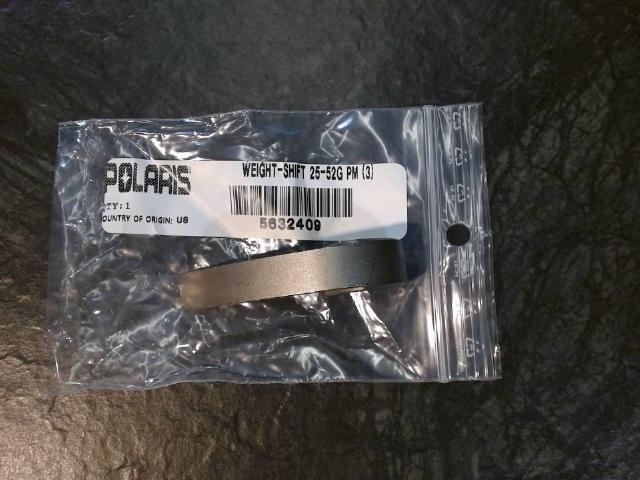 WEIGHT-SHIFT 25-52G PM (3)
POLARIS
TY: 1
OUNTRY OF ORIGIN: US
5632409